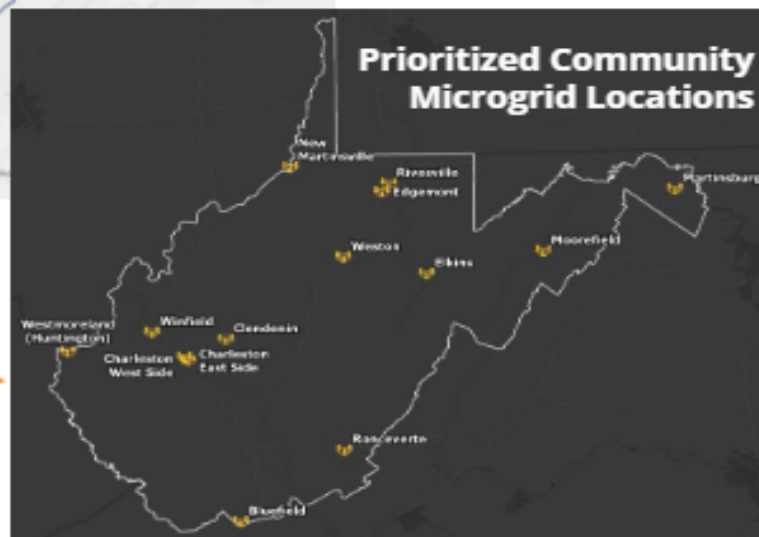 Prioritized Community
Microgrid Locations
New
Martinsville
Rivesville
Edgemont
Martinsburg
Weston
Elkins
Moorefield
Westmoreland
(Huntington)
Winfield
Clendenin
Charleston
West Side
Charleston
East Side
Ronceverte
Bluefield